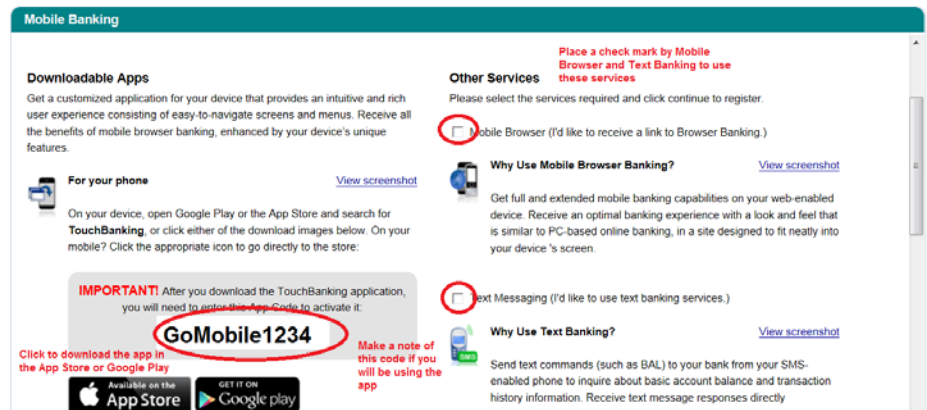 Mobile Banking
Place a check mark by Mobile
Browser and Text Banking to use
these services
Downloadable Apps
Get a customized application for your device that provides an intuitive and rich
user experience consisting of easy-to-navigate screens and menus. Receive all
the benefits of mobile browser banking, enhanced by your device's unique
features.
For your phone
View screenshot
On your device, open Google Play or the App Store and search for
TouchBanking, or click either of the download images below. On your
mobile? Click the appropriate icon to go directly to the store:
IMPORTANT! After you download the TouchBanking application,
you will need to enter this App Code to activate it:
GoMobile1234
Click to download the app in
the App Store or Google Play
Make a note of
this code if you
will be using the
app
Available on the
App Store
GET IT ON
Google play
Other Services
Please select the services required and click continue to register.
Mobile Browser (I'd like to receive a link to Browser Banking.)
Why Use Mobile Browser Banking?
View screenshot
Get full and extended mobile banking capabilities on your web-enabled
device. Receive an optimal banking experience with a look and feel that
is similar to PC-based online banking, in a site designed to fit neatly into
your device 's screen.
Text Messaging (I'd like to use text banking services.)
Why Use Text Banking?
View screenshot
SMS
Send text commands (such as BAL) to your bank from your SMS-
enabled phone to inquire about basic account balance and transaction
history information. Receive text message responses directly